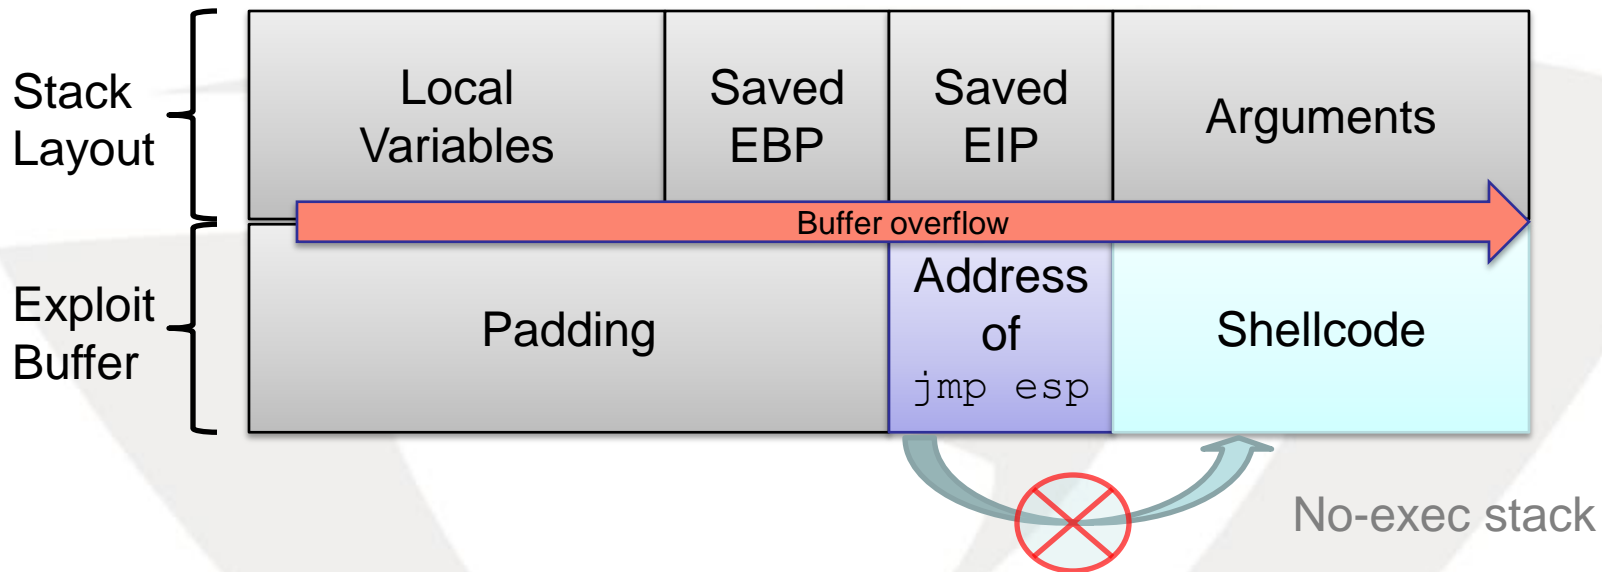 Stack
Layout
Local
Variables
Saved
EBP
Saved
EIP
Arguments
Buffer overflow
Exploit
Buffer
Padding
Address
of
jmp esp
Shellcode
No-exec stack